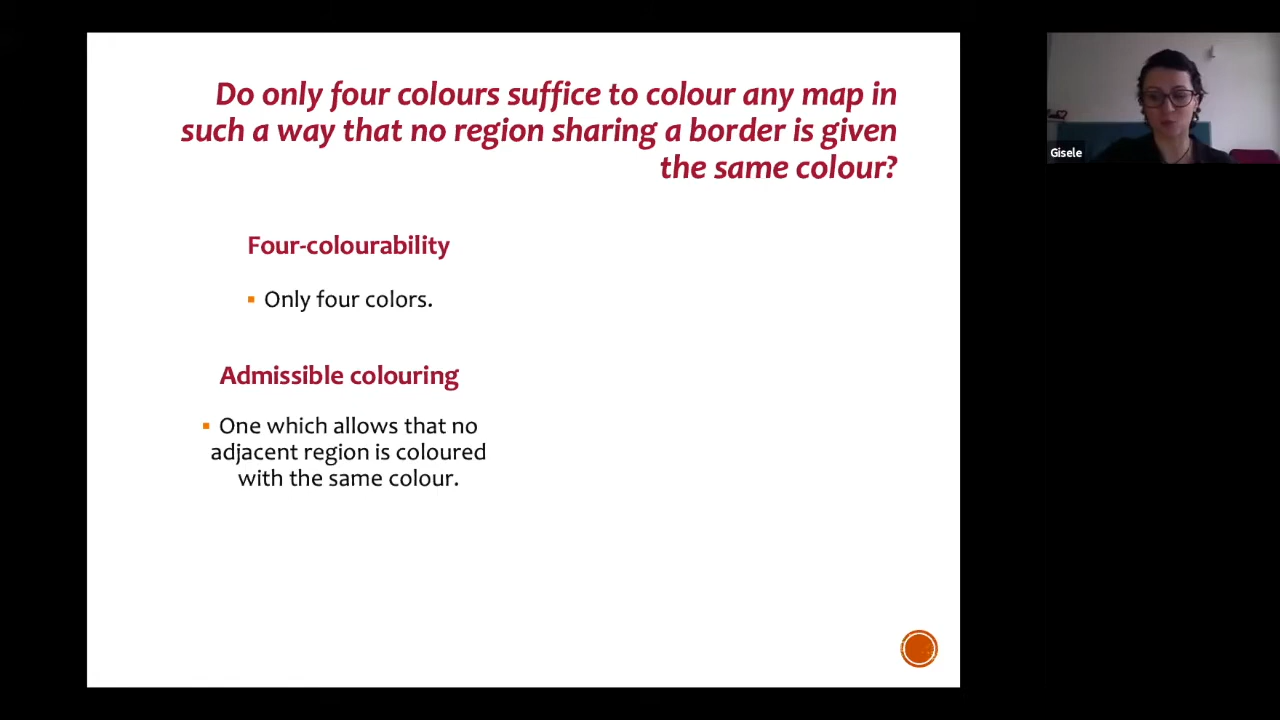 Do only four colours suffice to colour any map in
such a way that no region sharing a border is given
the same colour?
Four-colourability
▪ Only four colors.
Admissible colouring
▪ One which allows that no
adjacent region is coloured
with the same colour.
Gisele